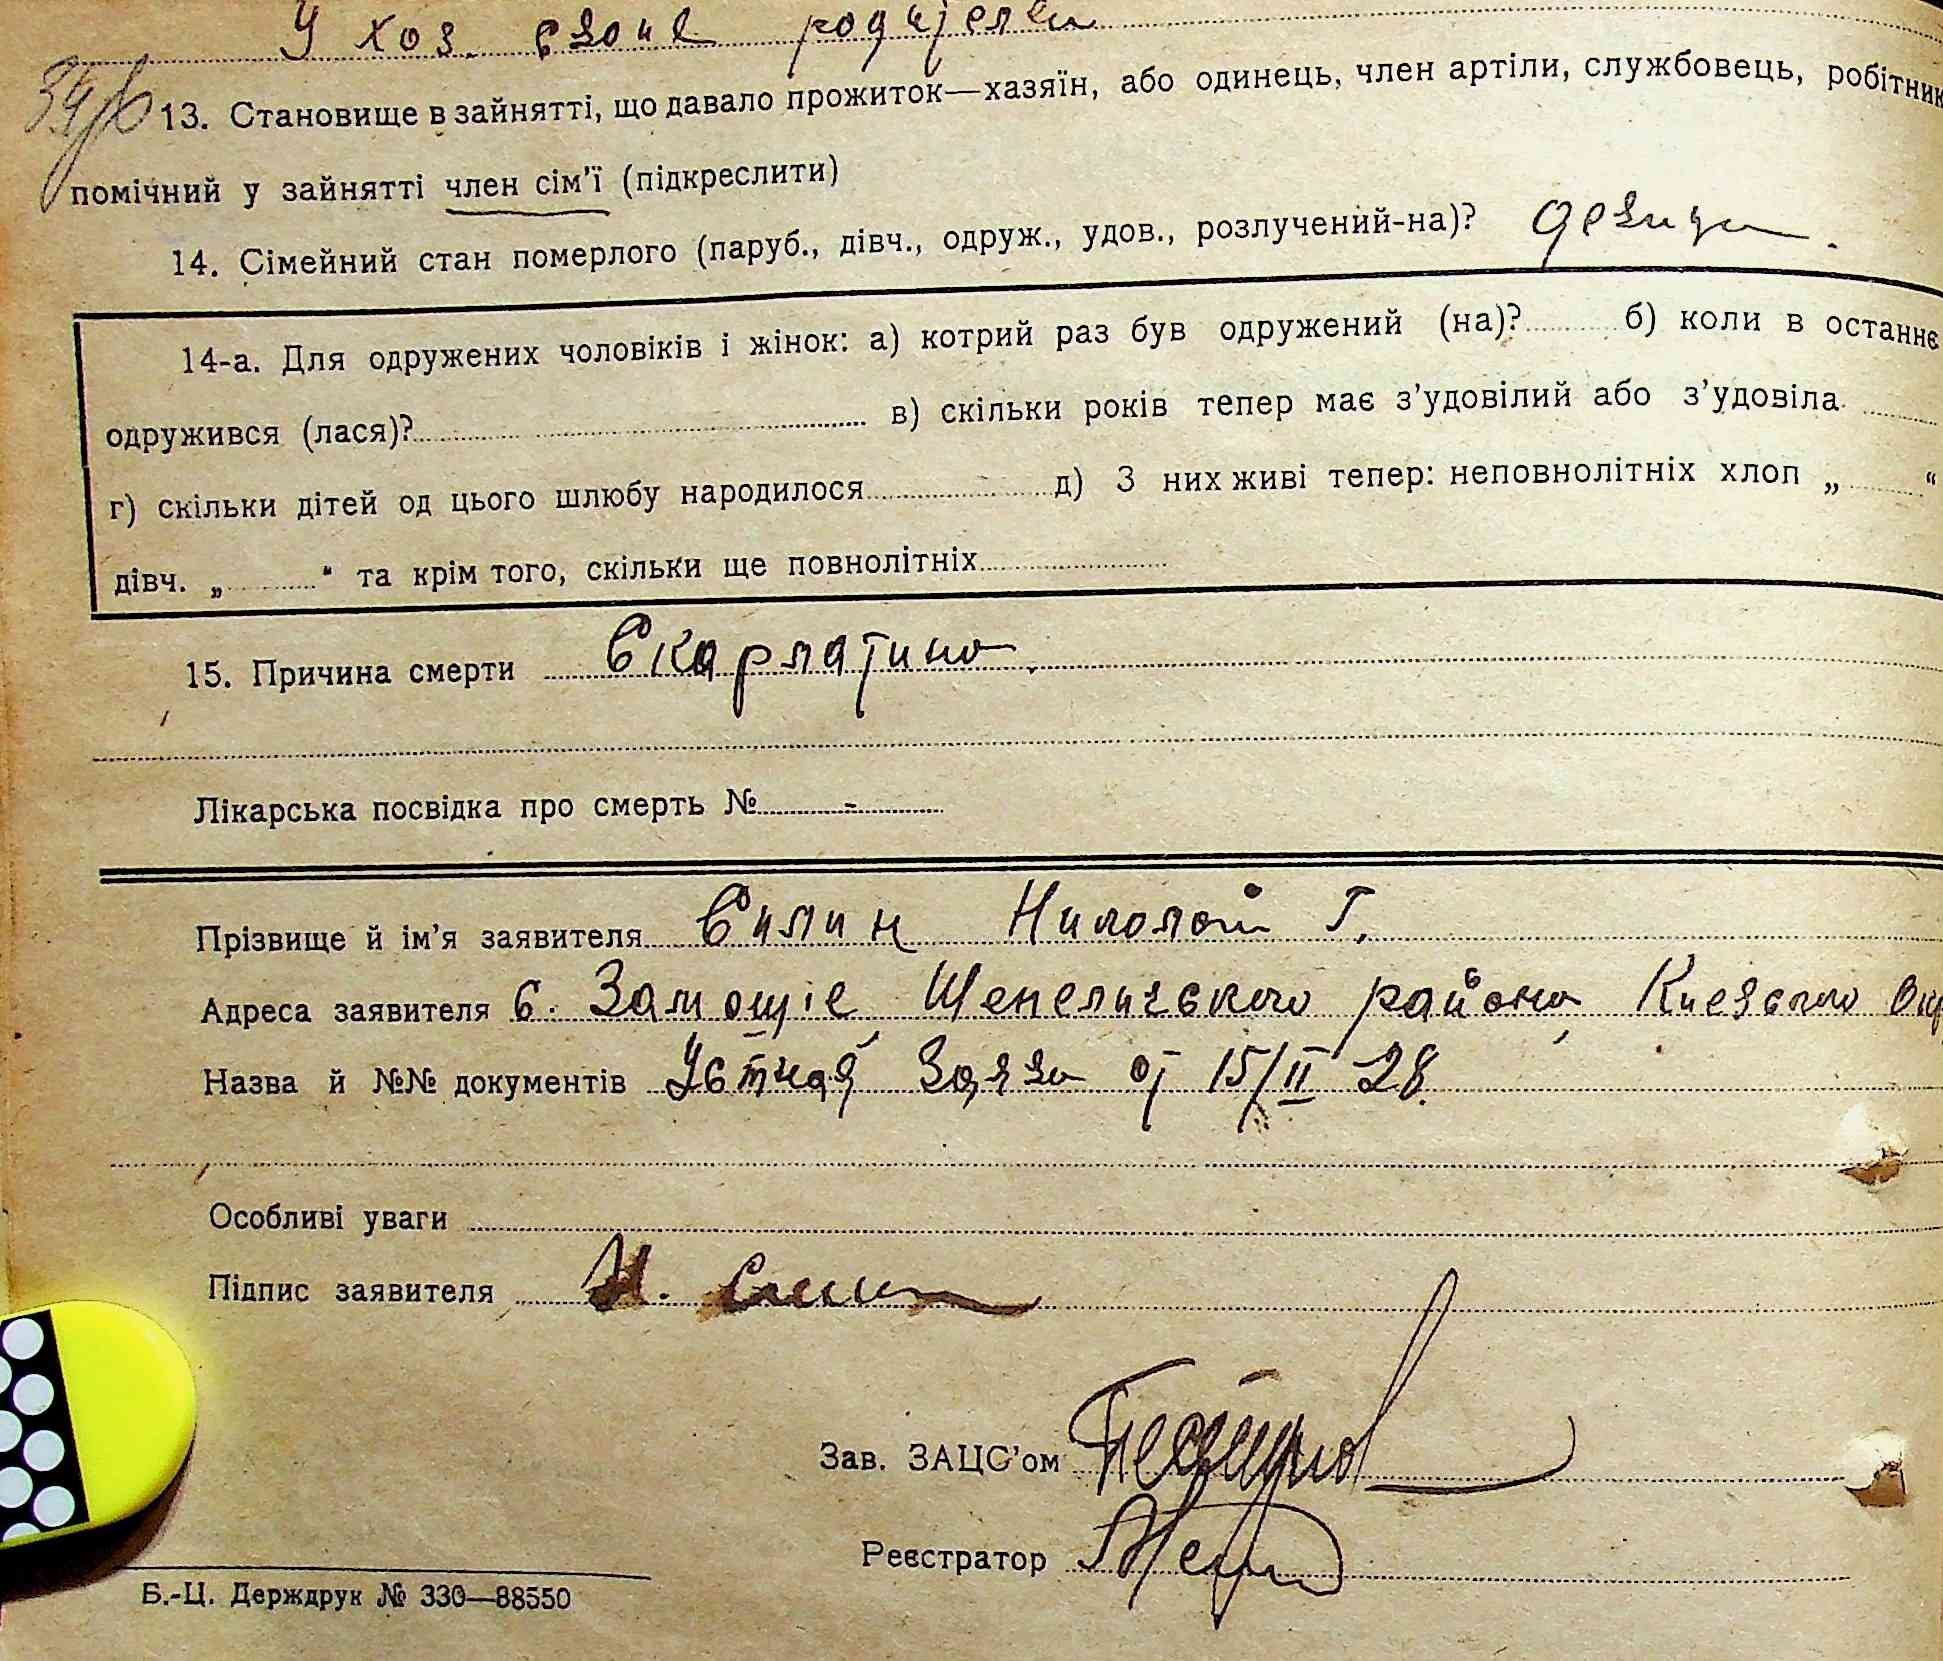 У хоз. своих родителей
34
13. Становище в зайнятті, що давало прожиток—хазяїн, або одинець, член артіли, службовець, робітник
помічний у зайнятті член сім’ї (підкреслити)
14. Сімейний стан померлого (паруб., дівч., одруж., удов., розлучений-на)? девица.
14-а. Для одружених чоловіків і жінок: а) котрий раз був одружений (на)? б) коли в останнє
одружився (лася)? в) скільки років тепер має з’удовілий або з’удовіла
г) скільки дітей од цього шлюбу народилося д) З них живі тепер: неповнолітніх хлоп „ “
дівч. „ “ та крім того, скільки ще повнолітніх
15. Причина смерти Скарлатина.
Лікарська посвідка про смерть № -
Прізвище й ім’я заявителя Силин Николай Г.
Адреса заявителя с. Замошіе Шепеличского района Киевского Окр
Назва й №№ документів Устная Заява от 15/II 28.
Особливі уваги
Підпис заявителя Н. Силин
Зав. ЗАЦС’ом
Реєстратор
Б.-Ц. Держдрук № 330—88550